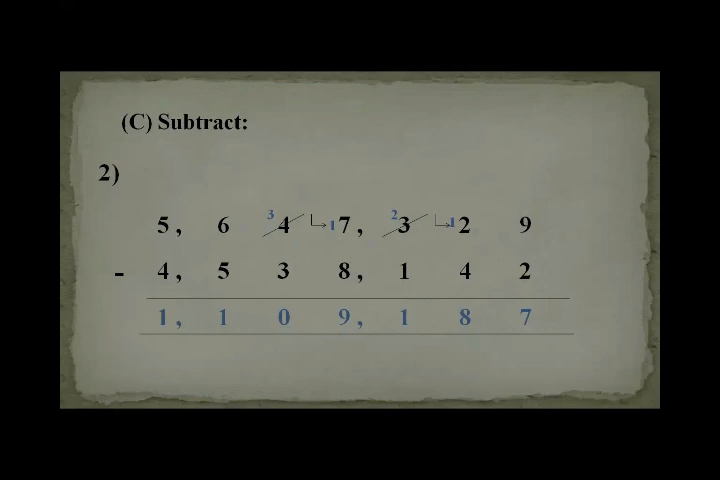 (C) Subtract:
2)
3 1 2 1
5, 6 4 7, 3 2 9
- 4, 5 3 8, 1 4 2
1, 1 0 9, 1 8 7